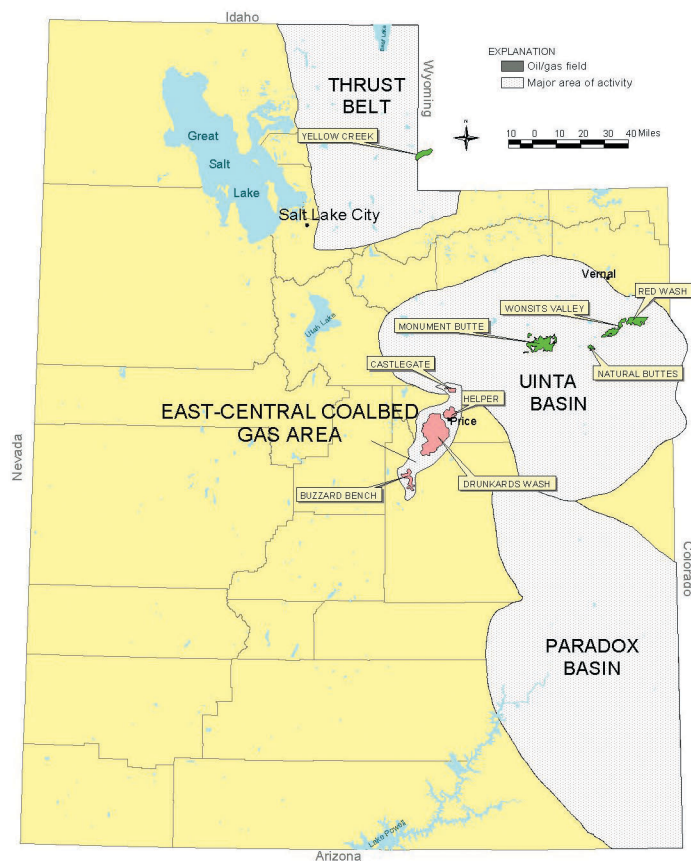 Idaho
Bear Lake
Wyoming
EXPLANATION
Oil/gas field
Major area of activity
THRUST
BELT
N
10 0 10 20 30 40 Miles
YELLOW CREEK
Great
Salt
Lake
Salt Lake City
Vernal
RED WASH
WONSITS VALLEY
MONUMENT BUTTE
Utah Lake
NATURAL BUTTES
CASTLEGATE
UINTA
BASIN
HELPER
EAST-CENTRAL COALBED
GAS AREA
Price
Nevada
BUZZARD BENCH
DRUNKARDS WASH
Colorado
PARADOX
BASIN
Lake Powell
Arizona